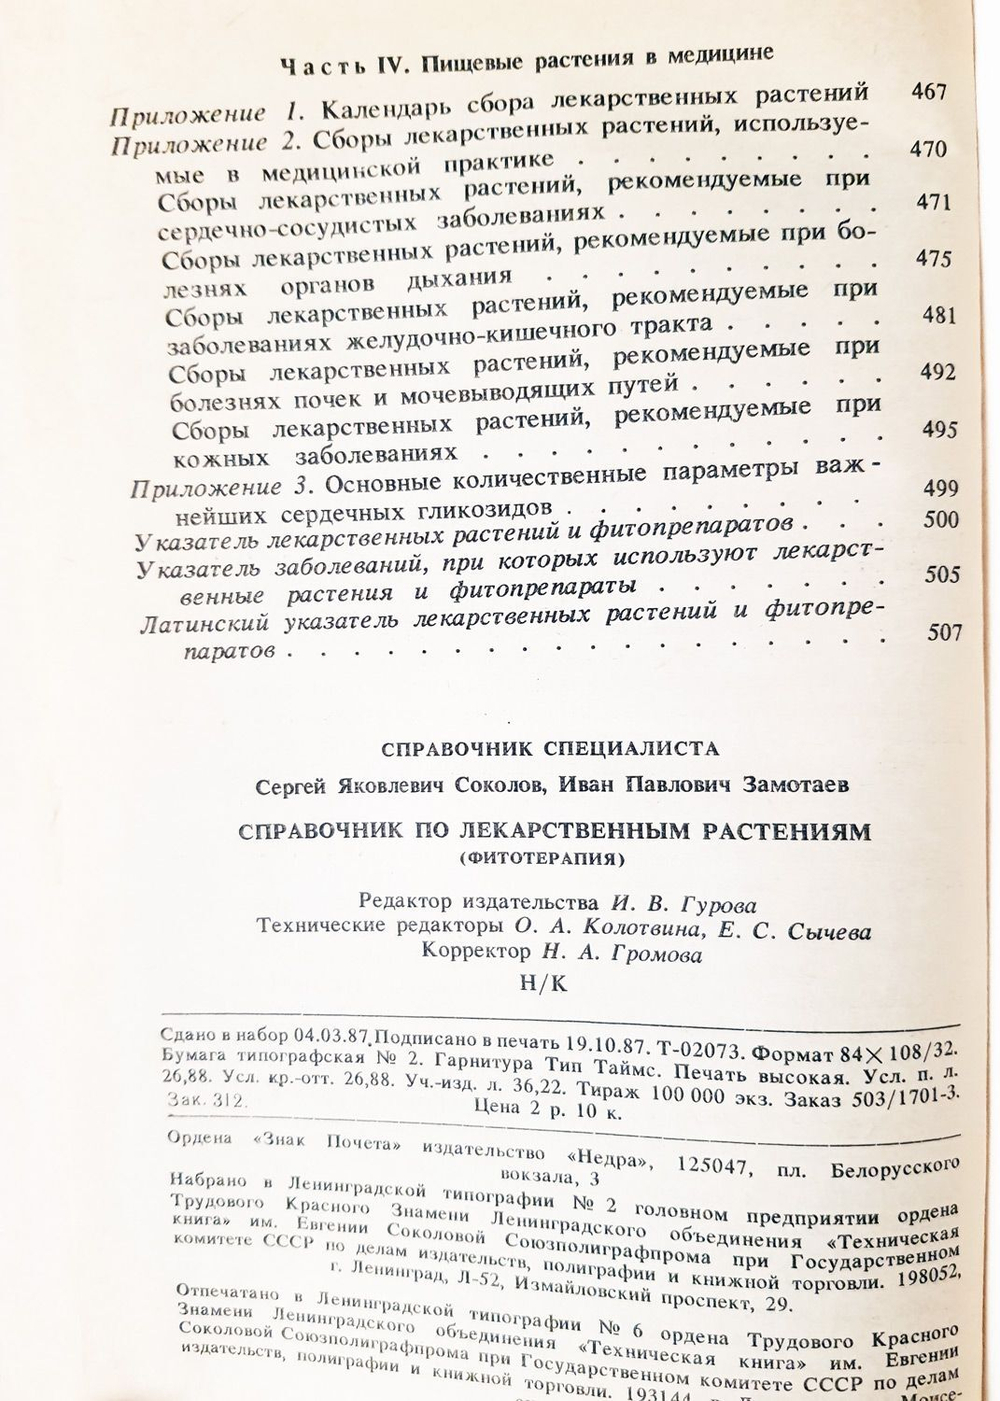 Часть IV. Пищевые растения в медицине
Приложение 1. Календарь сбора лекарственных растений 467
Приложение 2. Сборы лекарственных растений, используе-
мые в медицинской практике . . . . . . . . . 470
Сборы лекарственных растений, рекомендуемые при
сердечно-сосудистых заболеваниях . . . . . . . . 471
Сборы лекарственных растений, рекомендуемые при бо-
лезнях органов дыхания . . . . . . . . . . 475
Сборы лекарственных растений, рекомендуемые при
заболеваниях желудочно-кишечного тракта . . . . . 481
Сборы лекарственных растений, рекомендуемые при
болезнях почек и мочевыводящих путей . . . . . . 492
Сборы лекарственных растений, рекомендуемые при
кожных заболеваниях . . . . . . . . . . . . 495
Приложение 3. Основные количественные параметры важ-
нейших сердечных гликозидов . . . . . . . . . 499
Указатель лекарственных растений и фитопрепаратов . . . 500
Указатель заболеваний, при которых используют лекарст-
венные растения и фитопрепараты . . . . . . . 505
Латинский указатель лекарственных растений и фитопре-
паратов . . . . . . . . . . . . . . . . . . 507
СПРАВОЧНИК СПЕЦИАЛИСТА
Сергей Яковлевич Соколов, Иван Павлович Замотаев
СПРАВОЧНИК ПО ЛЕКАРСТВЕННЫМ РАСТЕНИЯМ
(ФИТОТЕРАПИЯ)
Редактор издательства И. В. Гурова
Технические редакторы О. А. Колотвина, Е. С. Сычева
Корректор Н. А. Громова
Н/К
Сдано в набор 04.03.87. Подписано в печать 19.10.87. Т-02073. Формат 84×108/32.
Бумага типографская № 2. Гарнитура Тип Таймс. Печать высокая. Усл. п. л.
26,88. Усл. кр.-отт. 26,88. Уч.-изд. л. 36,22. Тираж 100 000 экз. Заказ 503/1701-3.
Зак. 312. Цена 2 р. 10 к.
Ордена «Знак Почета» издательство «Недра», 125047, пл. Белорусского
вокзала, 3
Набрано в Ленинградской типографии № 2 головном предприятии ордена
Трудового Красного Знамени Ленинградского объединения «Техническая
книга» им. Евгении Соколовой Союзполиграфпрома при Государственном
комитете СССР по делам издательств, полиграфии и книжной торговли. 198052,
г. Ленинград, Л-52, Измайловский проспект, 29.
Отпечатано в Ленинградской типографии № 6 ордена Трудового Красного
Знамени Ленинградского объединения «Техническая книга» им. Евгении
Соколовой Союзполиграфпрома при Государственном комитете СССР по делам
издательств, полиграфии и книжной торговли. 193144